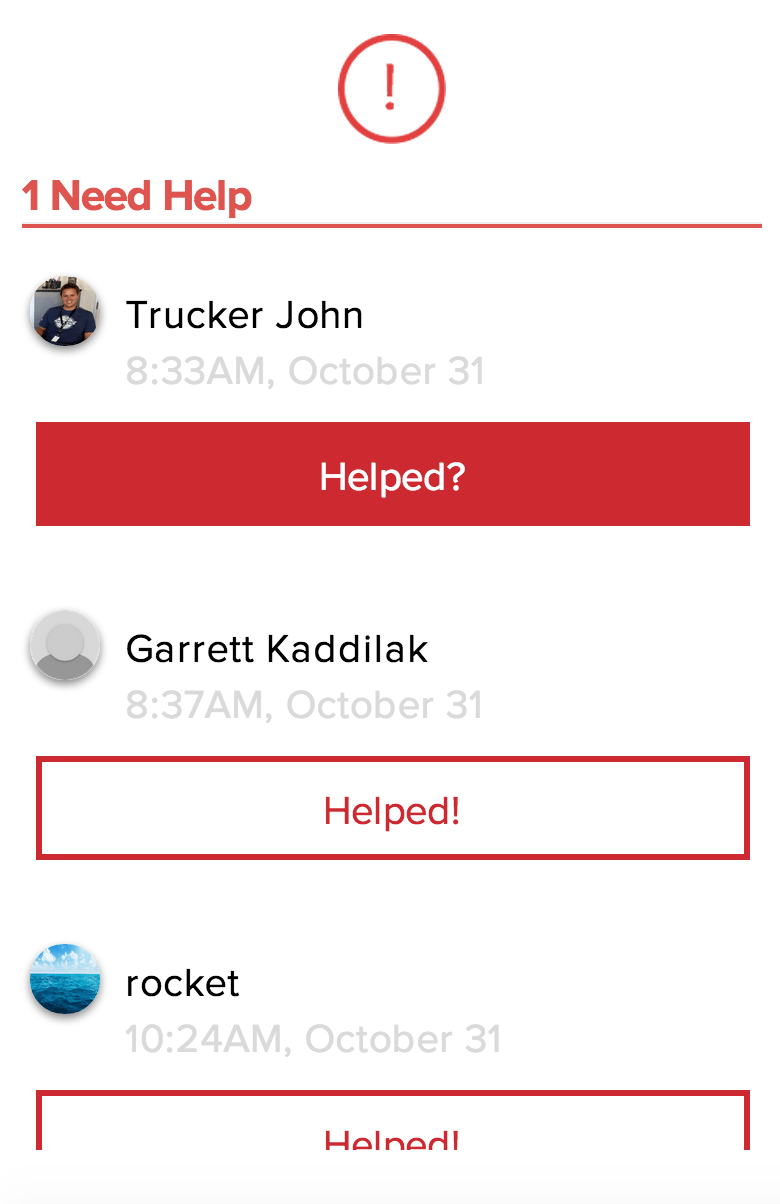 !
1 Need Help
Trucker John
8:33AM, October 31
Helped?
Garrett Kaddilak
8:37AM, October 31
Helped!
rocket
10:24AM, October 31
Helped!